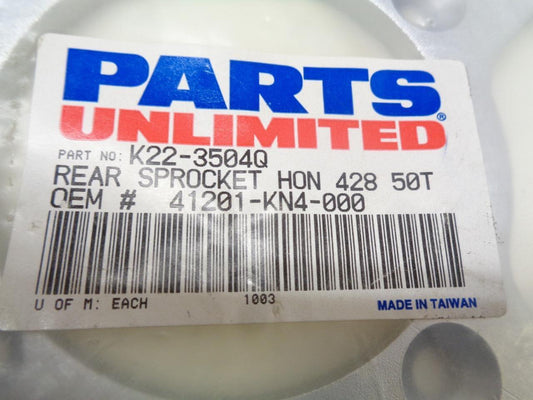 PARTS
UNLIMITED®
PART NO: K22-3504Q
REAR SPROCKET HON 428 50T
OEM # 41201-KN4-000
U OF M: EACH 1003 MADE IN TAIWAN